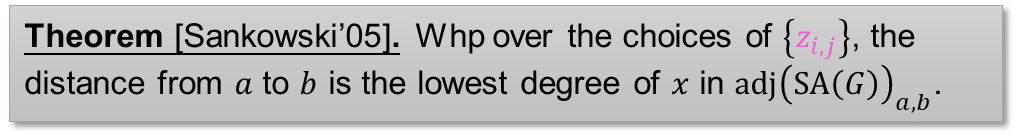 Theorem [Sankowski'05]. Whp over the choices of {z_{i,j}}, the
distance from a to b is the lowest degree of x in adj(SA(G))_{a,b}.